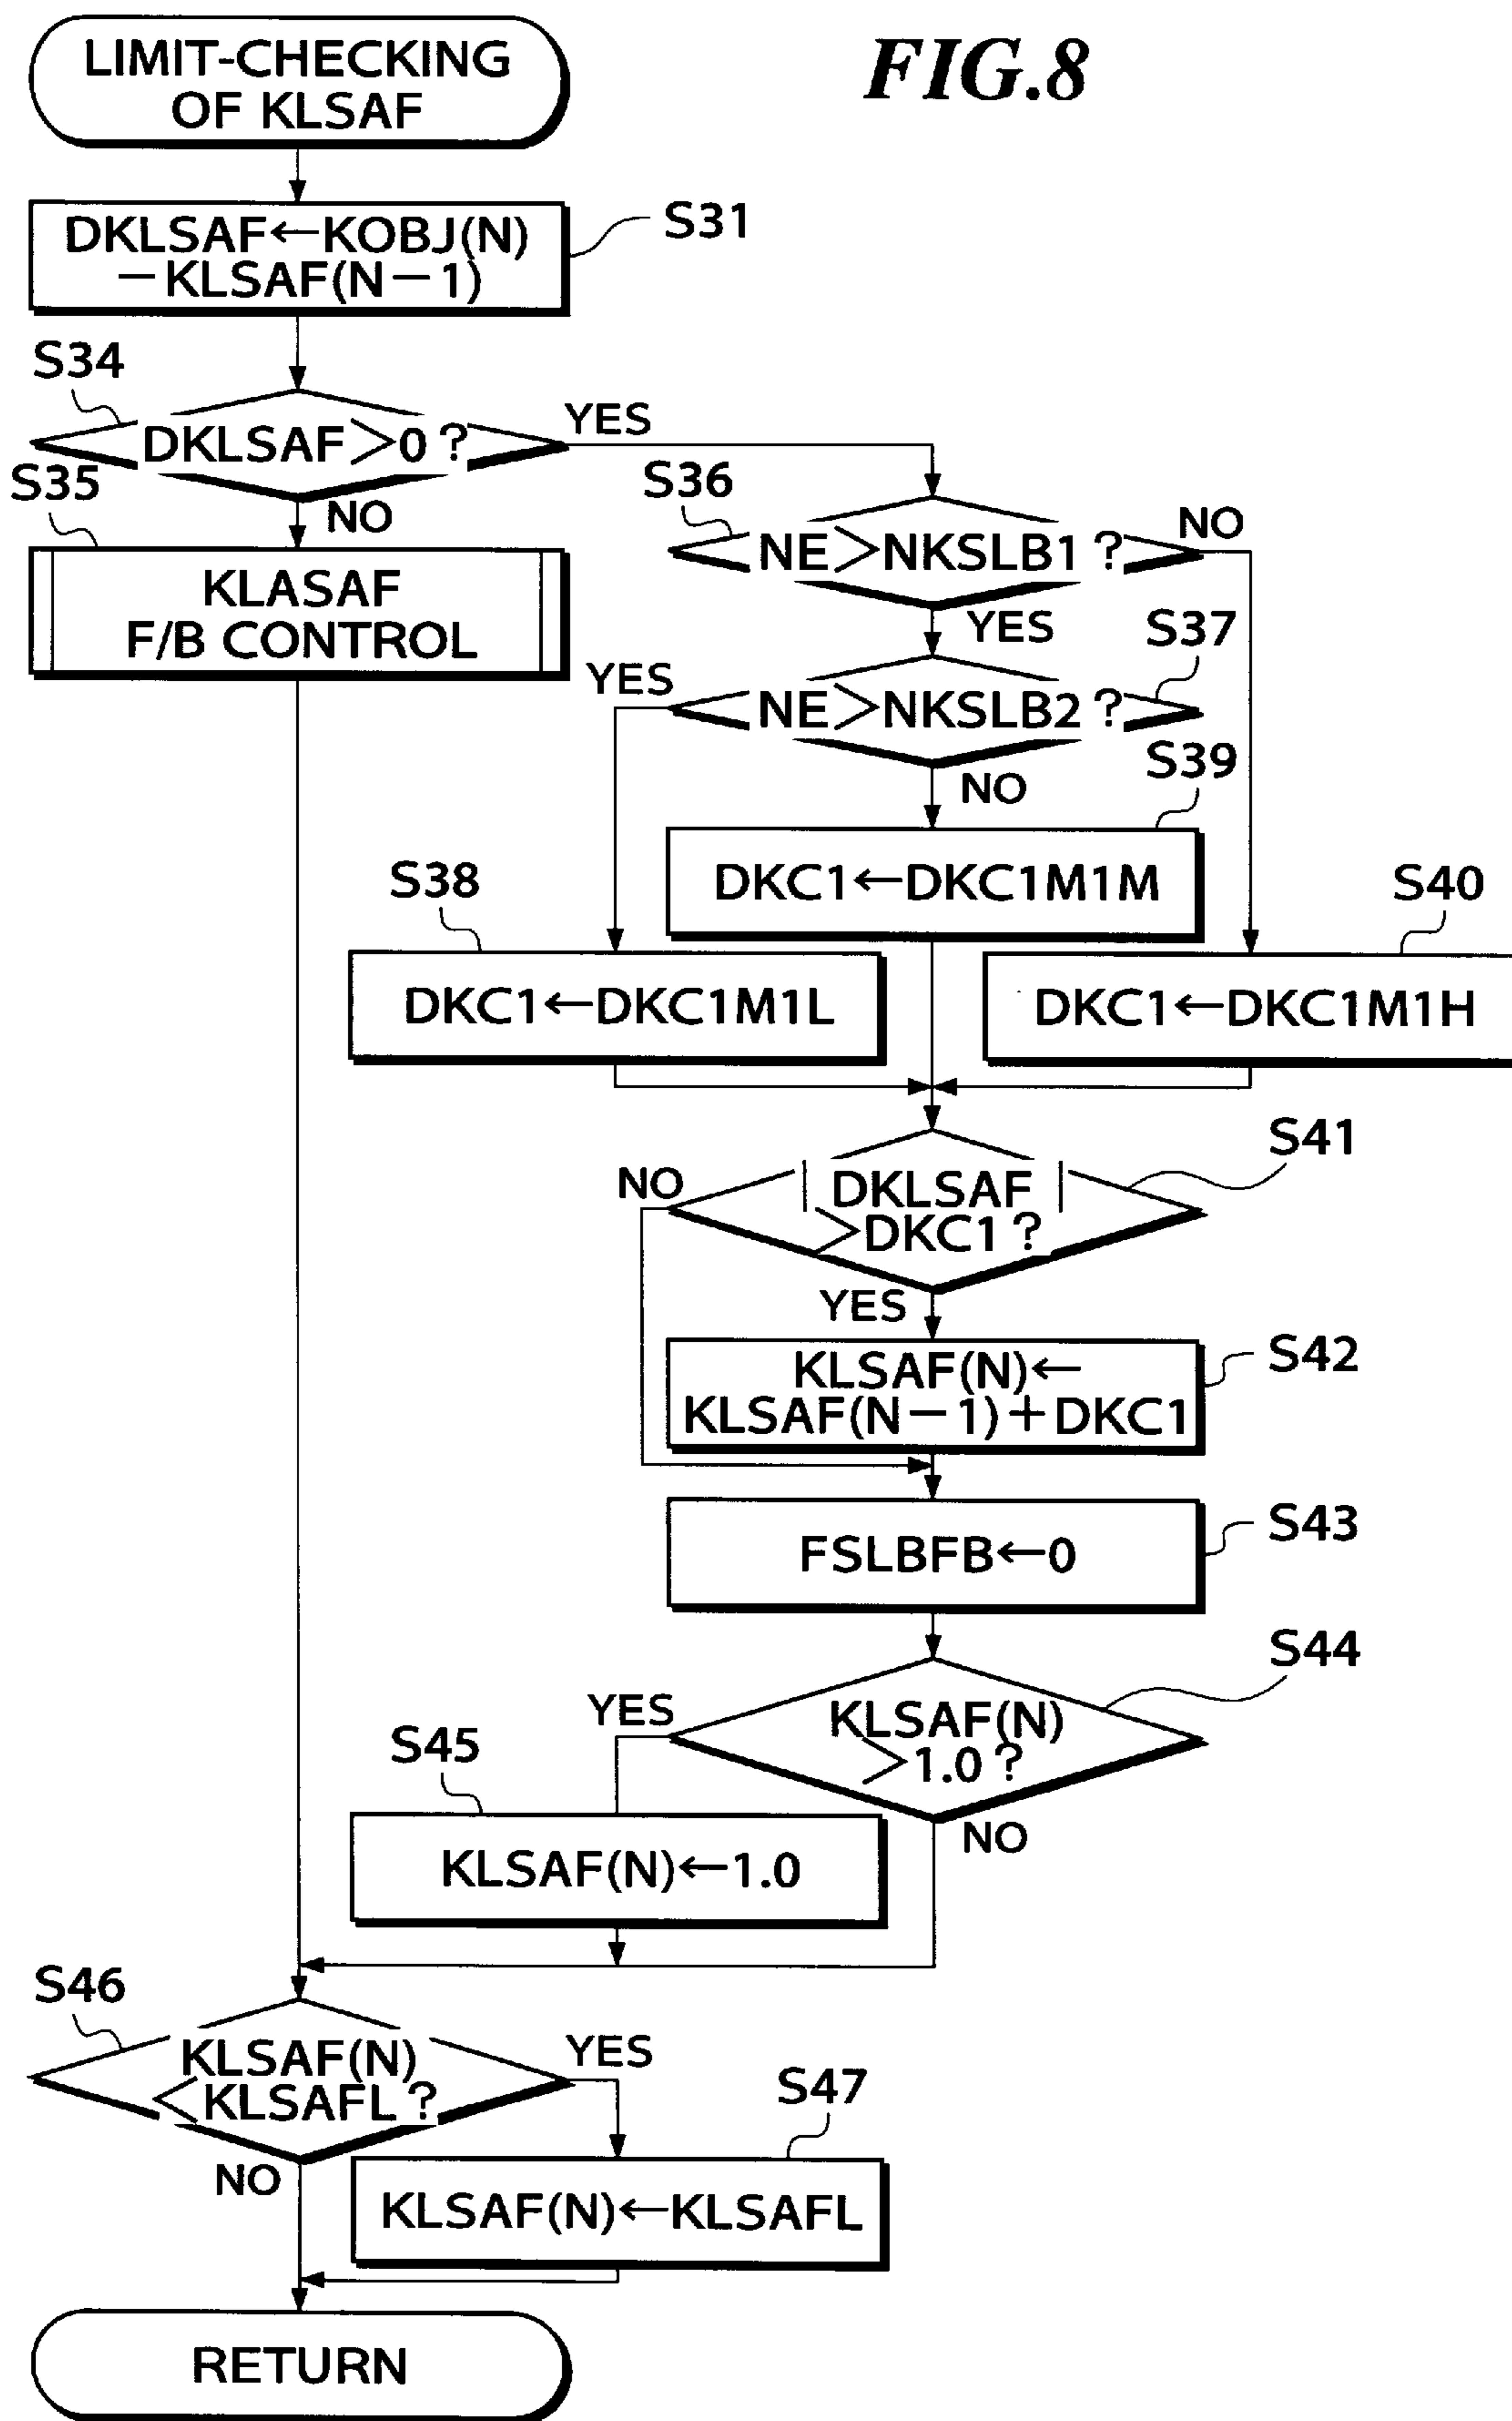 FIG.8
LIMIT-CHECKING
OF KLSAF
DKLSAF←KOBJ(N)
−KLSAF(N−1)
S31
S34
DKLSAF>0?
YES
NO
S35
KLASAF
F/B CONTROL
S36
NE>NKSLB1?
NO
YES
S37
NE>NKSLB2?
YES
NO
S39
DKC1←DKC1M1M
S38
DKC1←DKC1M1L
S40
DKC1←DKC1M1H
S41
| DKLSAF |
>DKC1?
NO
YES
S42
KLSAF(N)←
KLSAF(N−1)+DKC1
S43
FSLBFB←0
S44
KLSAF(N)
>1.0?
YES
NO
S45
KLSAF(N)←1.0
S46
KLSAF(N)
<KLSAFL?
YES
NO
S47
KLSAF(N)←KLSAFL
RETURN